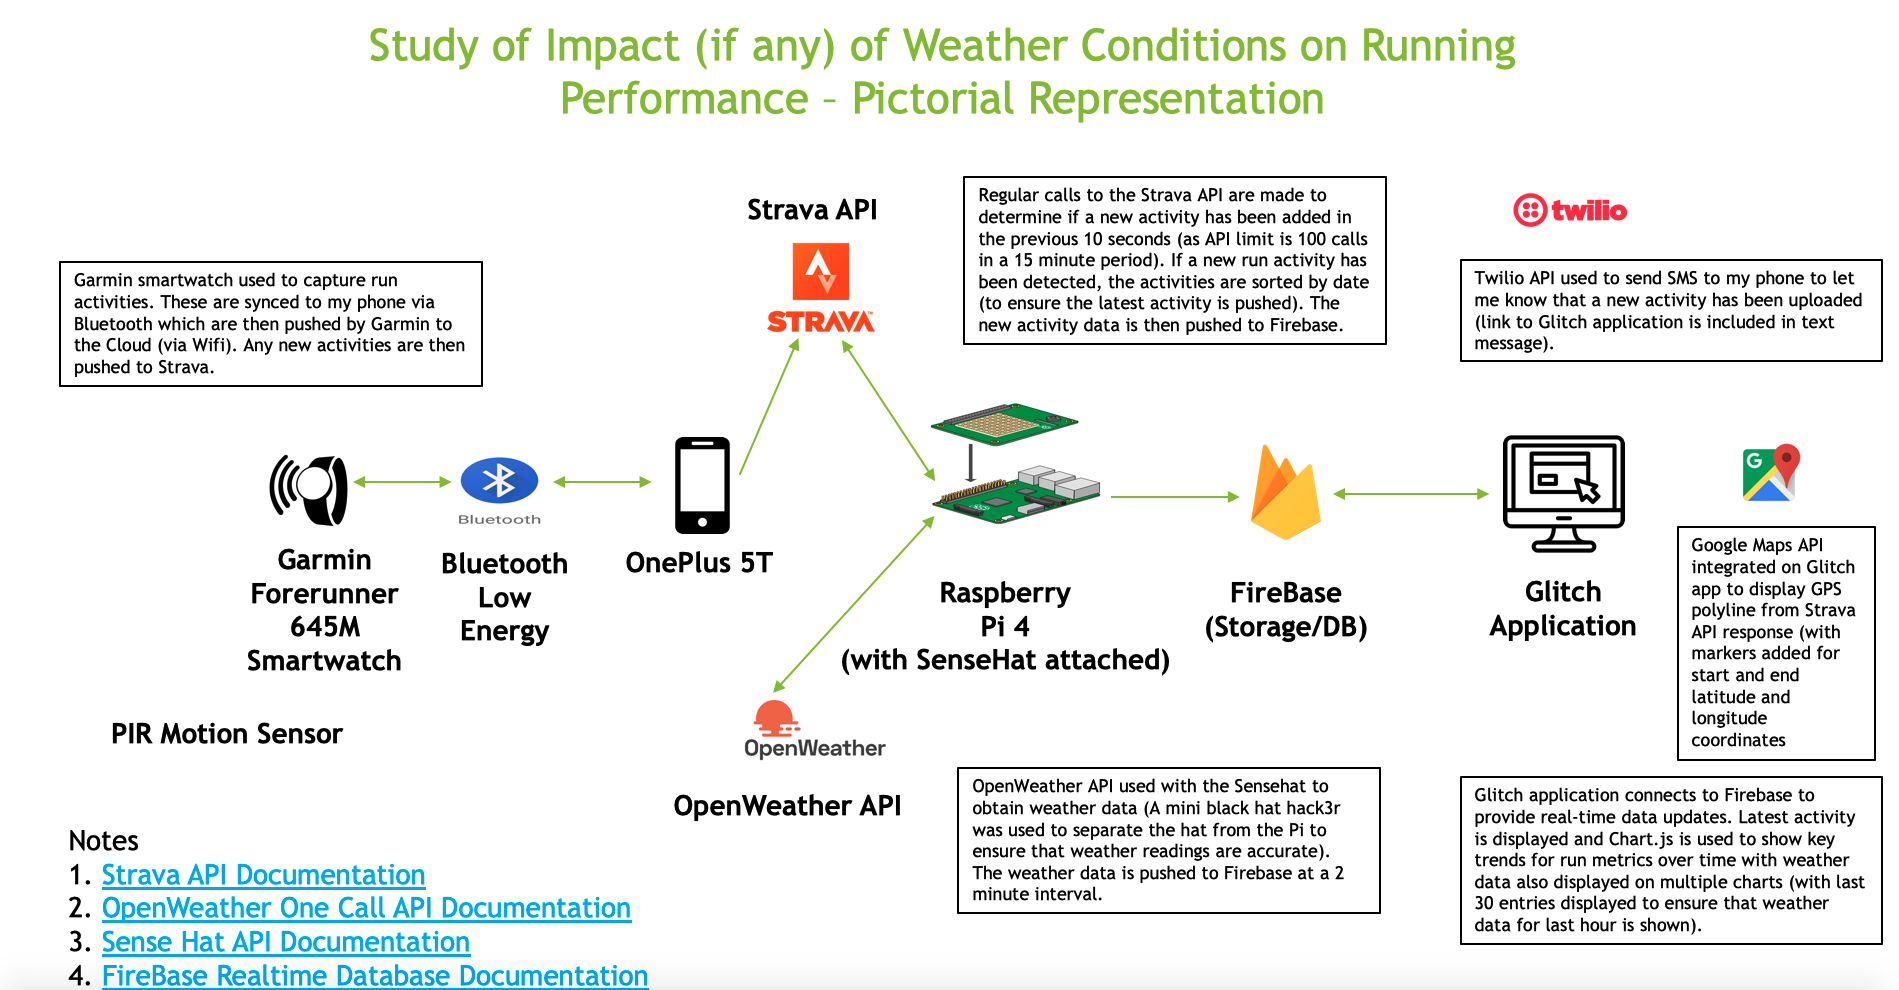 Study of Impact (if any) of Weather Conditions on Running
Performance – Pictorial Representation
Strava API
STRAVA
Garmin smartwatch used to capture run
activities. These are synced to my phone via
Bluetooth which are then pushed by Garmin to
the Cloud (via Wifi). Any new activities are then
pushed to Strava.
Regular calls to the Strava API are made to
determine if a new activity has been added in
the previous 10 seconds (as API limit is 100 calls
in a 15 minute period). If a new run activity has
been detected, the activities are sorted by date
(to ensure the latest activity is pushed). The
new activity data is then pushed to Firebase.
twilio
Twilio API used to send SMS to my phone to let
me know that a new activity has been uploaded
(link to Glitch application is included in text
message).
Garmin
Forerunner
645M
Smartwatch
Bluetooth
Bluetooth
Low
Energy
OnePlus 5T
Raspberry
Pi 4
(with SenseHat attached)
FireBase
(Storage/DB)
Glitch
Application
G
Google Maps API
integrated on Glitch
app to display GPS
polyline from Strava
API response (with
markers added for
start and end
latitude and
longitude
coordinates
PIR Motion Sensor
OpenWeather
OpenWeather API
OpenWeather API used with the Sensehat to
obtain weather data (A mini black hat hack3r
was used to separate the hat from the Pi to
ensure that weather readings are accurate).
The weather data is pushed to Firebase at a 2
minute interval.
Glitch application connects to Firebase to
provide real-time data updates. Latest activity
is displayed and Chart.js is used to show key
trends for run metrics over time with weather
data also displayed on multiple charts (with last
30 entries displayed to ensure that weather
data for last hour is shown).
Notes
1. Strava API Documentation
2. OpenWeather One Call API Documentation
3. Sense Hat API Documentation
4. FireBase Realtime Database Documentation